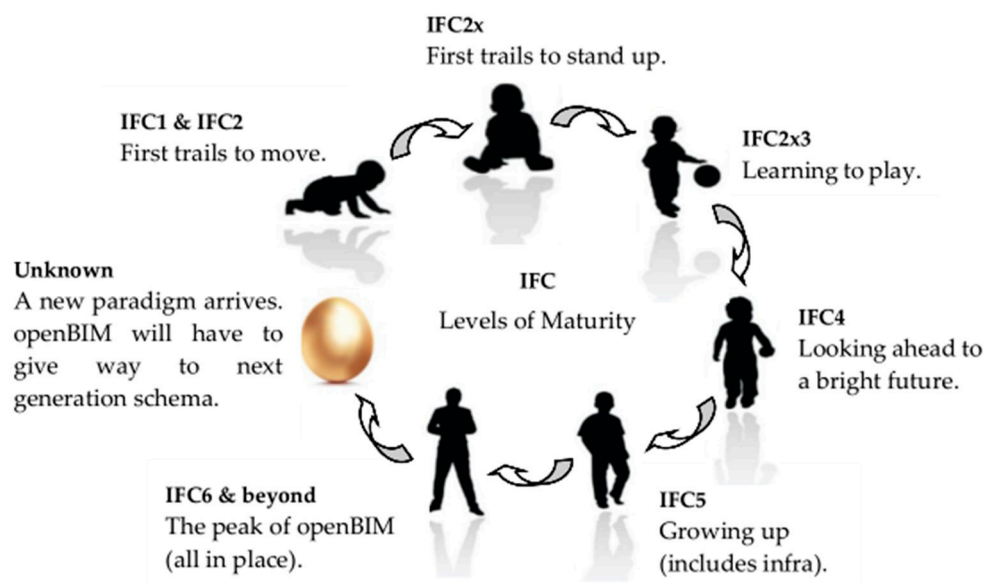 IFC2x
First trails to stand up.
IFC1 & IFC2
First trails to move.
IFC2x3
Learning to play.
Unknown
A new paradigm arrives.
openBIM will have to
give way to next
generation schema.
IFC
Levels of Maturity
IFC4
Looking ahead to
a bright future.
IFC6 & beyond
The peak of openBIM
(all in place).
IFC5
Growing up
(includes infra).